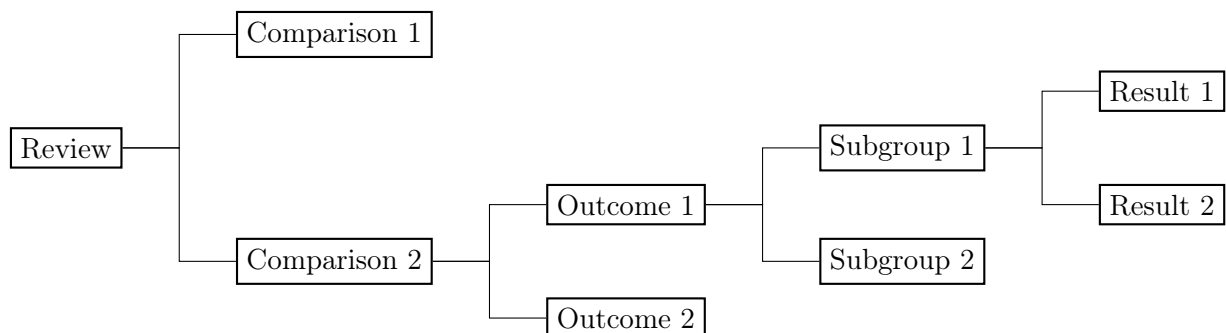 Comparison 1
Result 1
Review
Subgroup 1
Outcome 1
Result 2
Comparison 2
Subgroup 2
Outcome 2